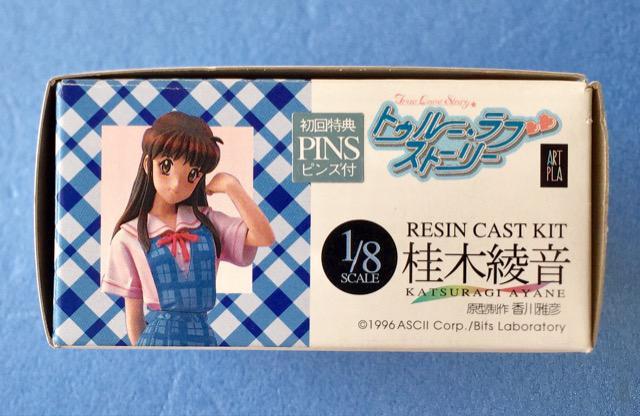 初回特典
PINS
ピンズ付
True Love Story
トゥルー・ラブ
ストーリー
ART
PLA
1/8
SCALE
RESIN CAST KIT
桂木綾音
KATSURAGI AYANE
原型制作 香川雅彦
©1996 ASCII Corp./Bits Laboratory